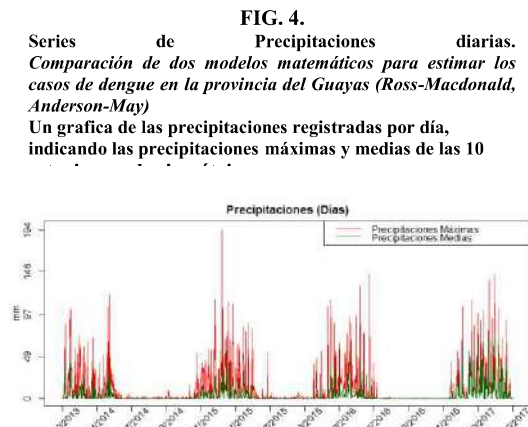 FIG. 4.
Series de Precipitaciones diarias.
Comparación de dos modelos matemáticos para estimar los
casos de dengue en la provincia del Guayas (Ross-Macdonald,
Anderson-May)
Un grafica de las precipitaciones registradas por día,
indicando las precipitaciones máximas y medias de las 10
Precipitaciones (Dias)
Precipitaciones Máximas
Precipitaciones Medias
194
146
97
49
0
mm